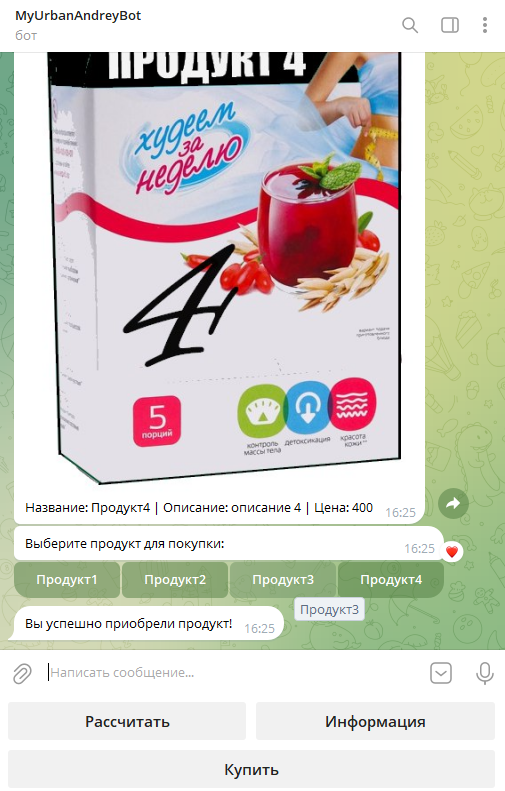 MyUrbanAndreyBot
бот
ПРОДУКТ 4
худеем
за
неделю
4
5
порций
контроль
массы тела
детоксикация
красота
кожи
Название: Продукт4 | Описание: описание 4 | Цена: 400
16:25
Выберите продукт для покупки:
16:25
Продукт1
Продукт2
Продукт3
Продукт4
Продукт3
Вы успешно приобрели продукт!
16:25
Написать сообщение...
Рассчитать
Информация
Купить